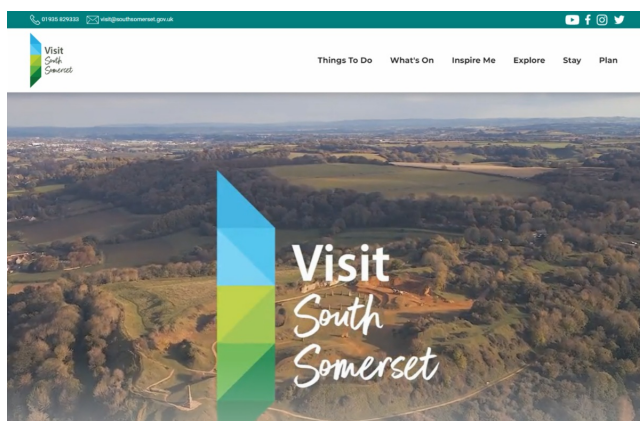 01935 829333 visit@southsomerset.gov.uk
Visit
South
Somerset
Things To Do What's On Inspire Me Explore Stay Plan
Visit
South
Somerset